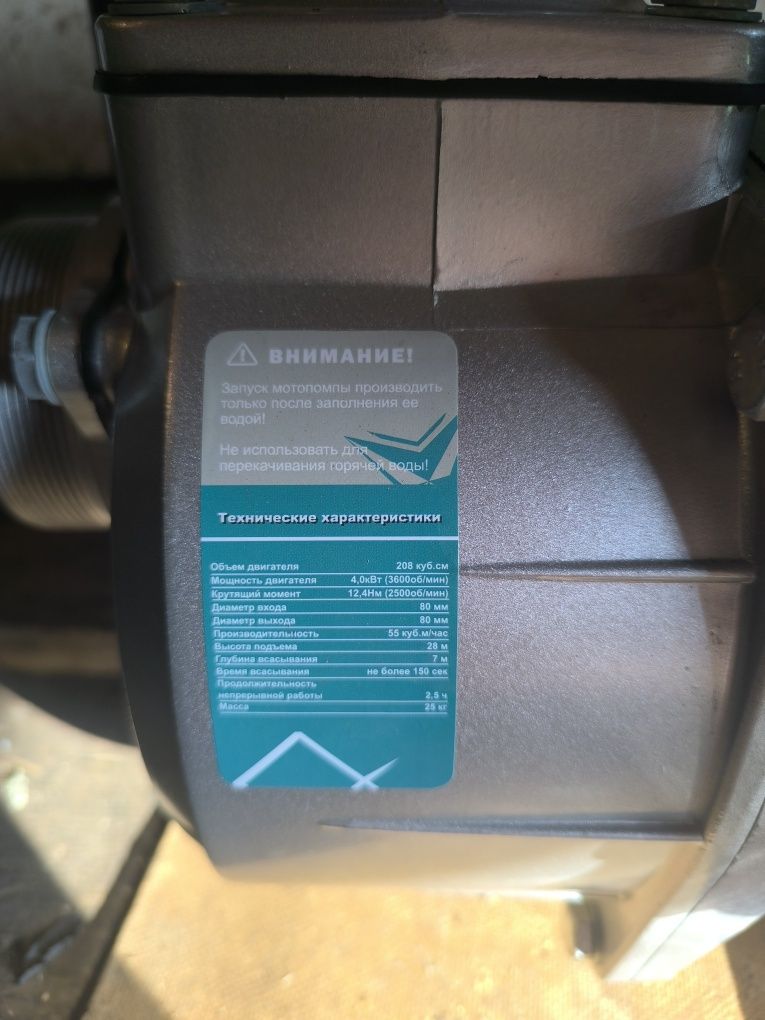 ВНИМАНИЕ!
Запуск мотопомпы производить
только после заполнения ее
водой!
Не использовать для
перекачивания горячей воды!
Технические характеристики
Объем двигателя 208 куб.см
Мощность двигателя 4,0кВт (3600об/мин)
Крутящий момент 12,4Нм (2500об/мин)
Диаметр входа 80 мм
Диаметр выхода 80 мм
Производительность 55 куб.м/час
Высота подъема 28 м
Глубина всасывания 7 м
Время всасывания не более 150 сек
Продолжительность
непрерывной работы 2,5 ч
Масса 25 кг